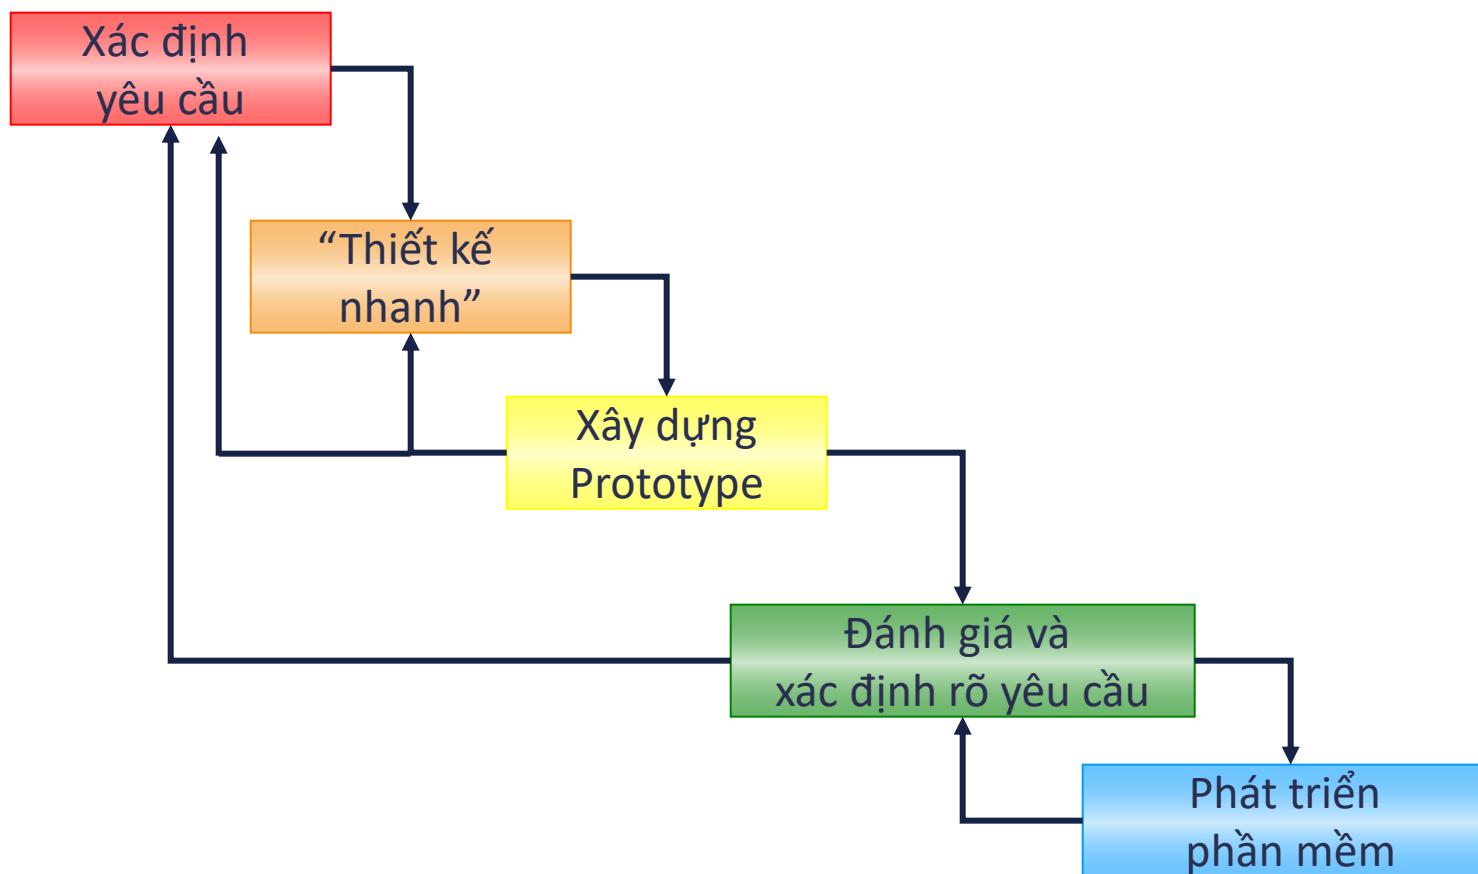 Xác định
yêu cầu
“Thiết kế
nhanh”
Xây dựng
Prototype
Đánh giá và
xác định rõ yêu cầu
Phát triển
phần mềm